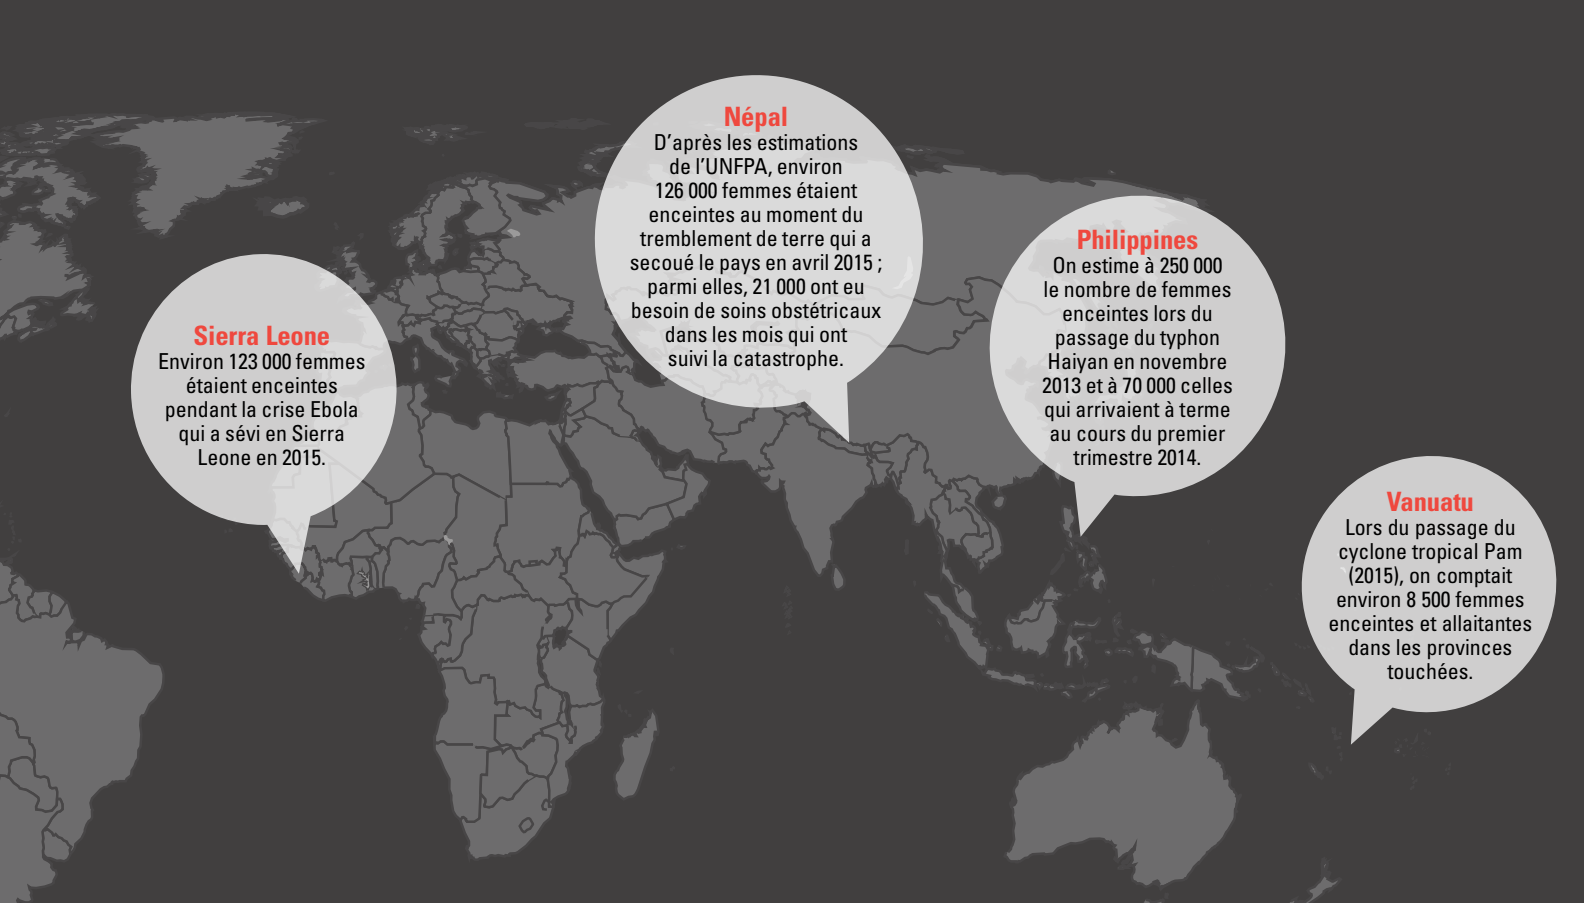 Népal
D’après les estimations
de l’UNFPA, environ
126 000 femmes étaient
enceintes au moment du
tremblement de terre qui a
secoué le pays en avril 2015 ;
parmi elles, 21 000 ont eu
besoin de soins obstétricaux
dans les mois qui ont
suivi la catastrophe.
Philippines
On estime à 250 000
le nombre de femmes
enceintes lors du
passage du typhon
Haiyan en novembre
2013 et à 70 000 celles
qui arrivaient à terme
au cours du premier
trimestre 2014.
Sierra Leone
Environ 123 000 femmes
étaient enceintes
pendant la crise Ebola
qui a sévi en Sierra
Leone en 2015.
Vanuatu
Lors du passage du
cyclone tropical Pam
(2015), on comptait
environ 8 500 femmes
enceintes et allaitantes
dans les provinces
touchées.